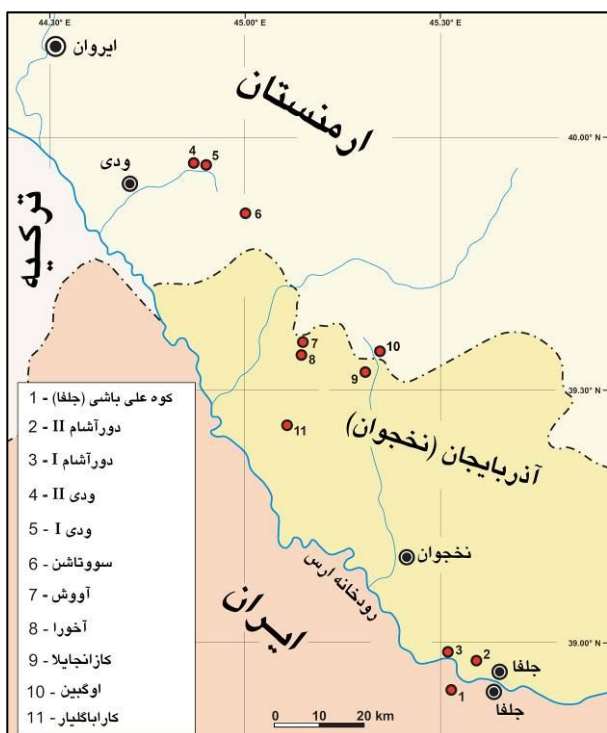 44.30° E
45.00° E
45.30° E
ایروان
ارمنستان
40.00° N
4
5
ودی
6
ترکیه
7
8
10
9
39.30° N
11
آذربایجان (نخجوان)
نخجوان
رودخانه ارس
ایران
39.00° N
3
2
جلفا
1
جلفا
1 - کوه علی باشی (جلفا)
2 - دورآشام II
3 - دورآشام I
4 - ودی II
5 - ودی I
6 - سووتاشن
7 - آووش
8 - آخورا
9 - کازانجایلا
10 - اوگبین
11 - کاراباگلیار
0 10 20 km